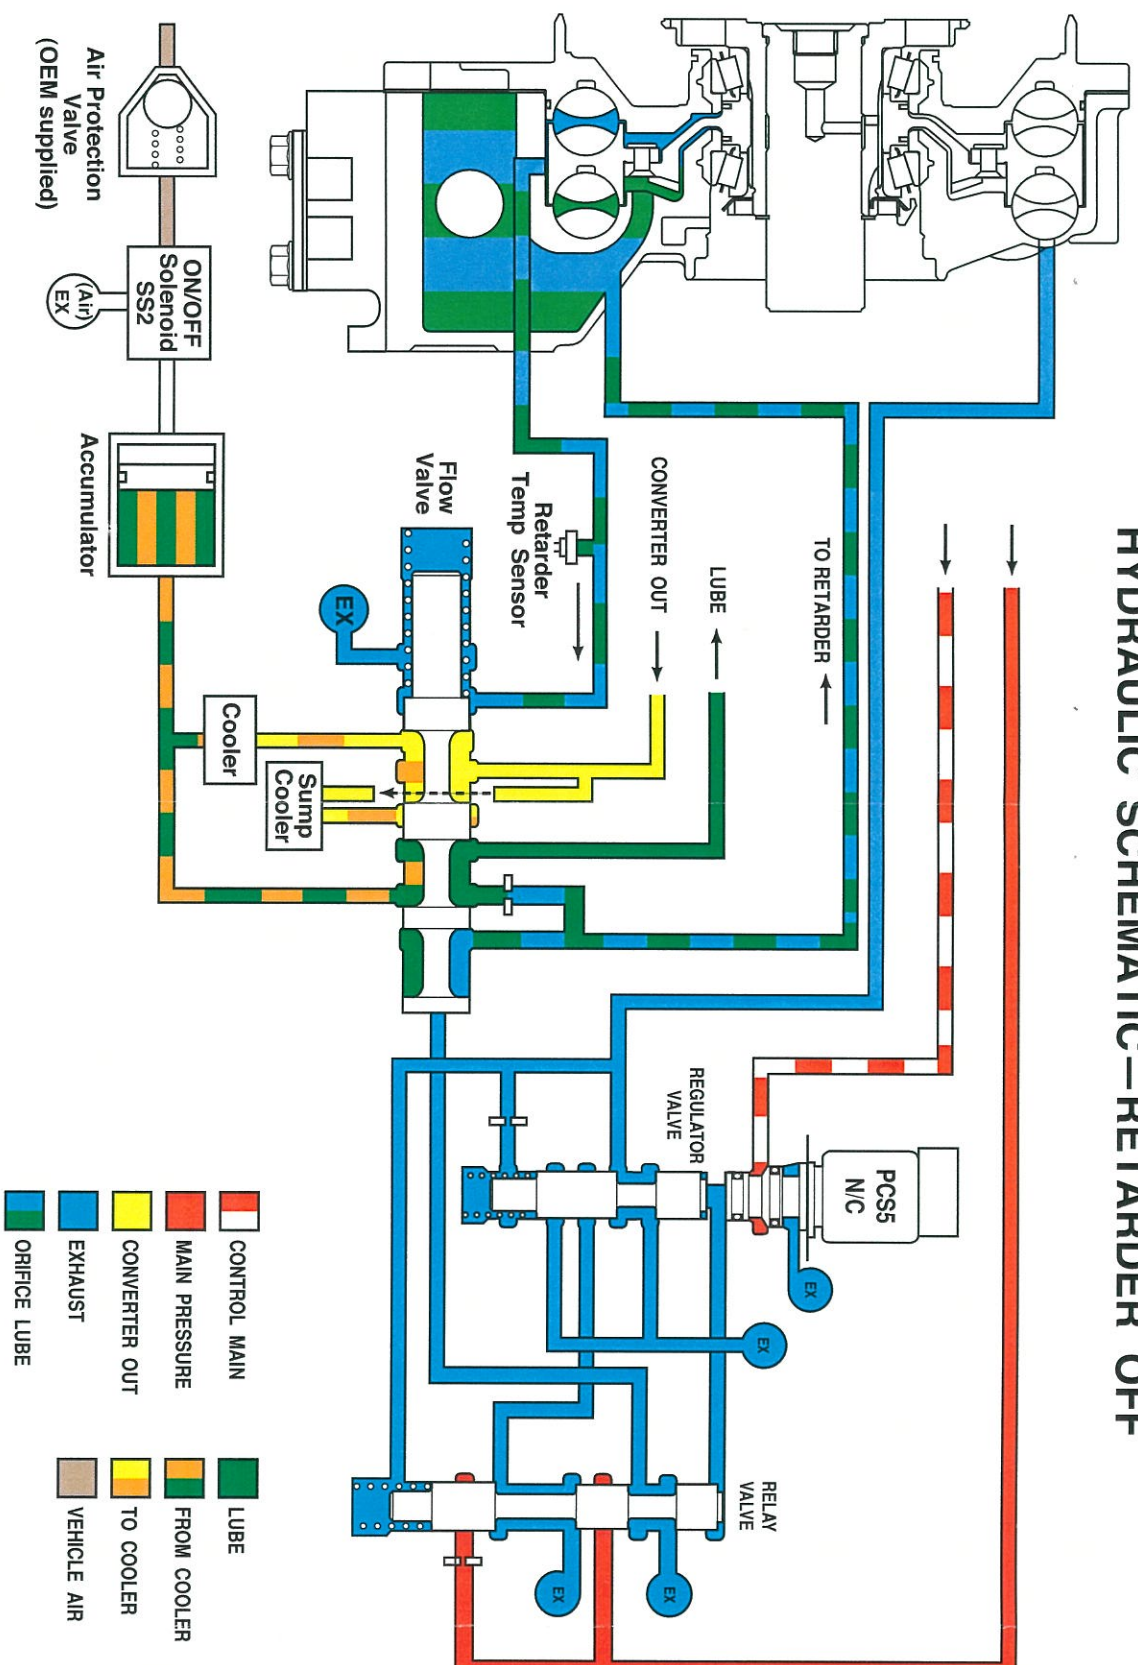 HYDRAULIC SCHEMATIC—RETARDER OFF
TO RETARDER
LUBE
CONVERTER OUT
Retarder
Temp Sensor
Flow
Valve
EX
Cooler
Sump
Cooler
Air Protection
Valve
(OEM supplied)
ON/OFF
Solenoid
SS2
(Air)
EX
Accumulator
PCS5
N/C
REGULATOR
VALVE
EX
EX
RELAY
VALVE
EX
EX
CONTROL MAIN
MAIN PRESSURE
CONVERTER OUT
EXHAUST
ORIFICE LUBE
LUBE
FROM COOLER
TO COOLER
VEHICLE AIR